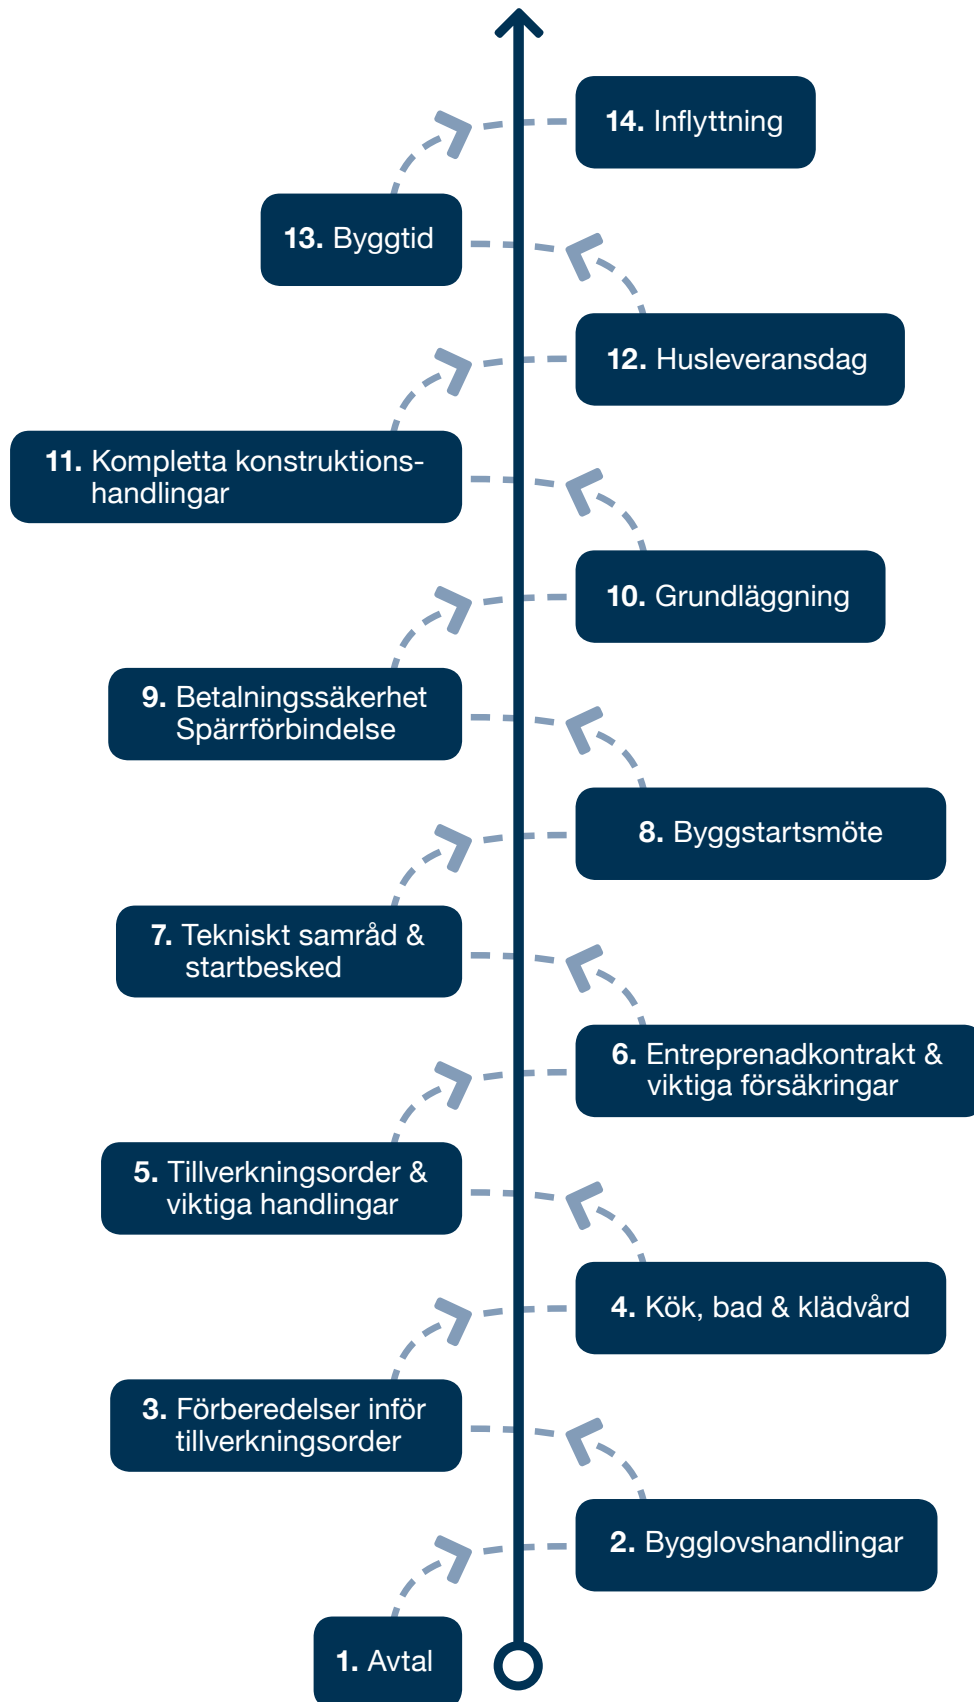 14. Inflyttning
13. Byggtid
12. Husleveransdag
11. Kompletta konstruktions-
handlingar
10. Grundläggning
9. Betalningssäkerhet
Spärrförbindelse
8. Byggstartsmöte
7. Tekniskt samråd &
startbesked
6. Entreprenadkontrakt &
viktiga försäkringar
5. Tillverkningsorder &
viktiga handlingar
4. Kök, bad & klädvård
3. Förberedelser inför
tillverkningsorder
2. Bygglovshandlingar
1. Avtal